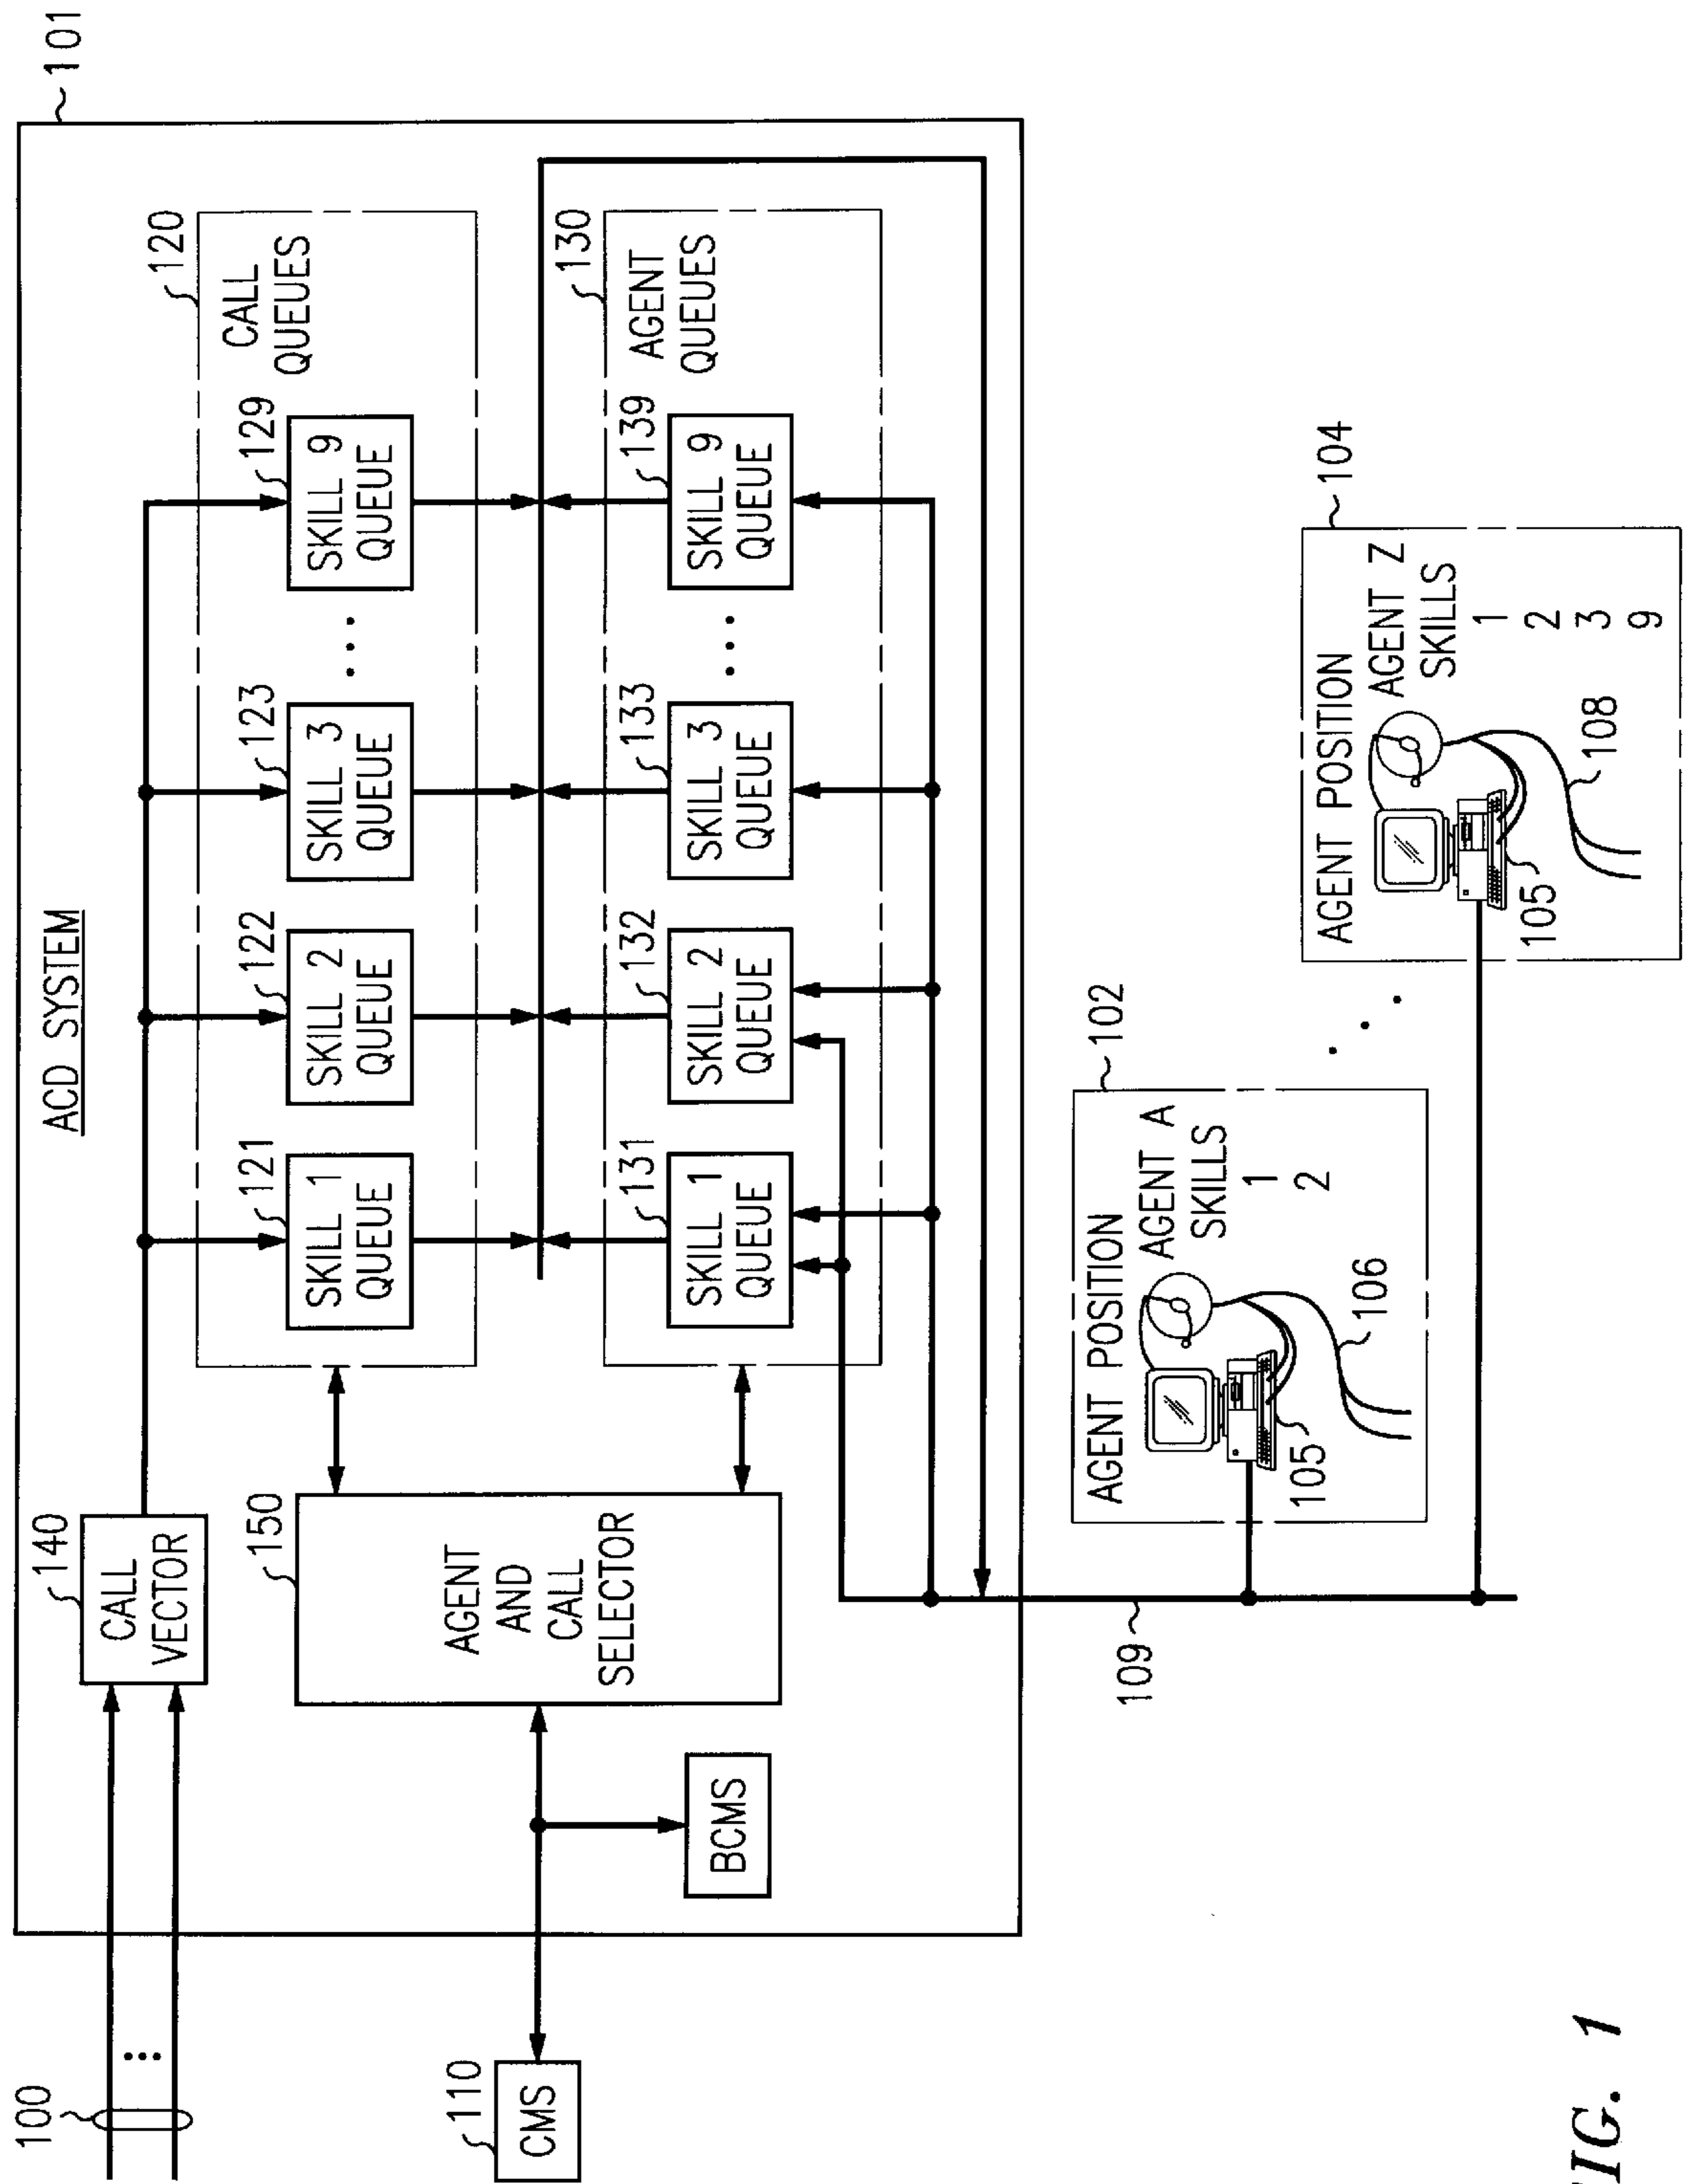 100
ACD SYSTEM
101
140
CALL
VECTOR
120
CALL
QUEUES
121
SKILL 1
QUEUE
122
SKILL 2
QUEUE
123
SKILL 3
QUEUE
129
SKILL 9
QUEUE
150
AGENT
AND
CALL
SELECTOR
110
CMS
BCMS
130
AGENT
QUEUES
131
SKILL 1
QUEUE
132
SKILL 2
QUEUE
133
SKILL 3
QUEUE
139
SKILL 9
QUEUE
109
102
AGENT POSITION
AGENT A
SKILLS
1
2
105
106
104
AGENT POSITION
AGENT Z
SKILLS
1
2
3
9
105
108
FIG. 1